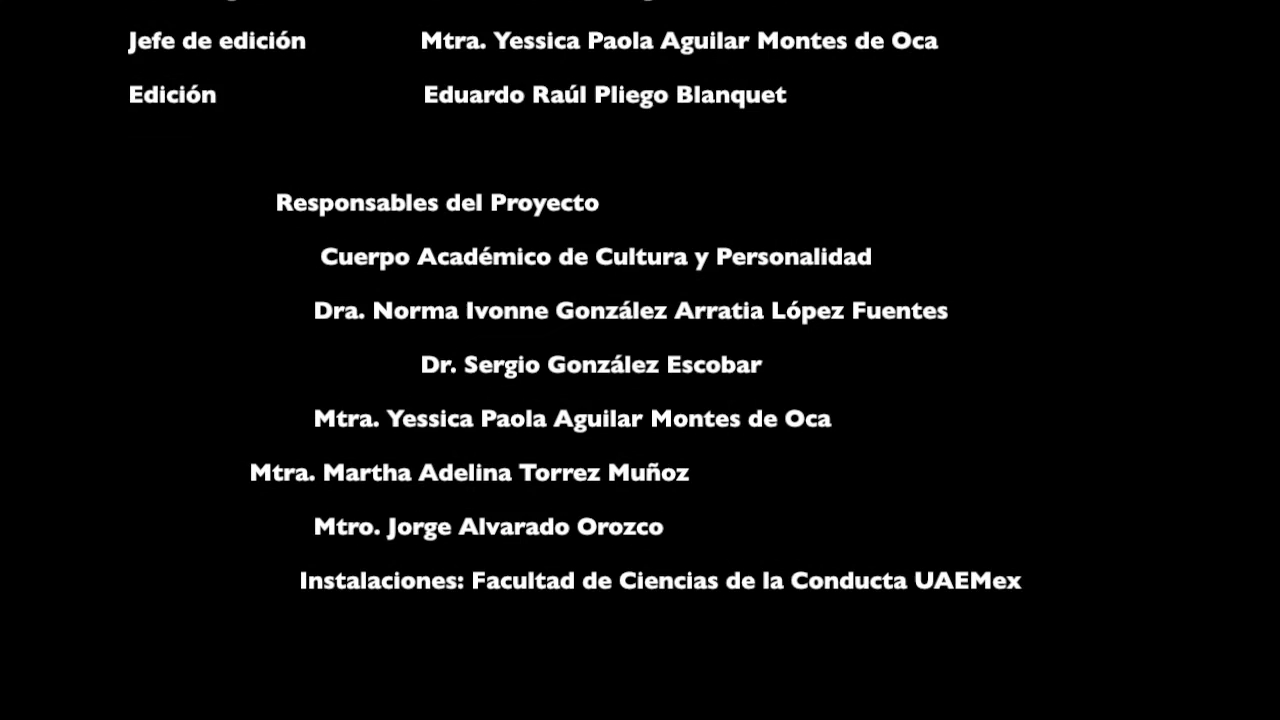 Jefe de edición Mtra. Yessica Paola Aguilar Montes de Oca
Edición Eduardo Raúl Pliego Blanquet
Responsables del Proyecto
Cuerpo Académico de Cultura y Personalidad
Dra. Norma Ivonne González Arratia López Fuentes
Dr. Sergio González Escobar
Mtra. Yessica Paola Aguilar Montes de Oca
Mtra. Martha Adelina Torrez Muñoz
Mtro. Jorge Alvarado Orozco
Instalaciones: Facultad de Ciencias de la Conducta UAEMex